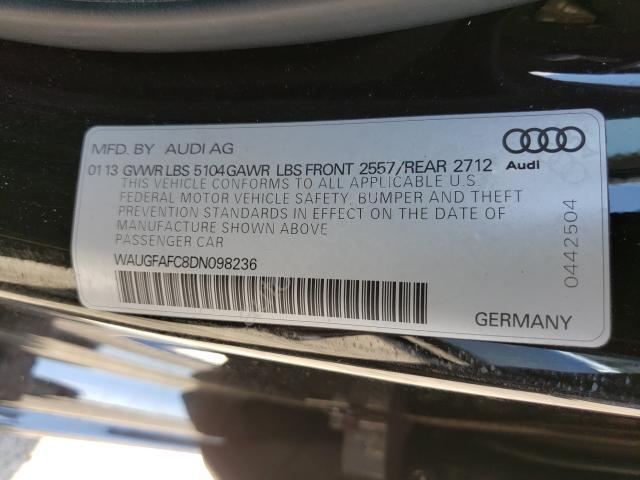 MFD. BY AUDI AG
01 13 GVWR LBS 5104 GAWR LBS FRONT 2557/REAR 2712
Audi
THIS VEHICLE CONFORMS TO ALL APPLICABLE U.S.
FEDERAL MOTOR VEHICLE SAFETY, BUMPER AND THEFT
PREVENTION STANDARDS IN EFFECT ON THE DATE OF
MANUFACTURE SHOWN ABOVE
PASSENGER CAR
WAUGFAFC8DN098236
GERMANY
0442504